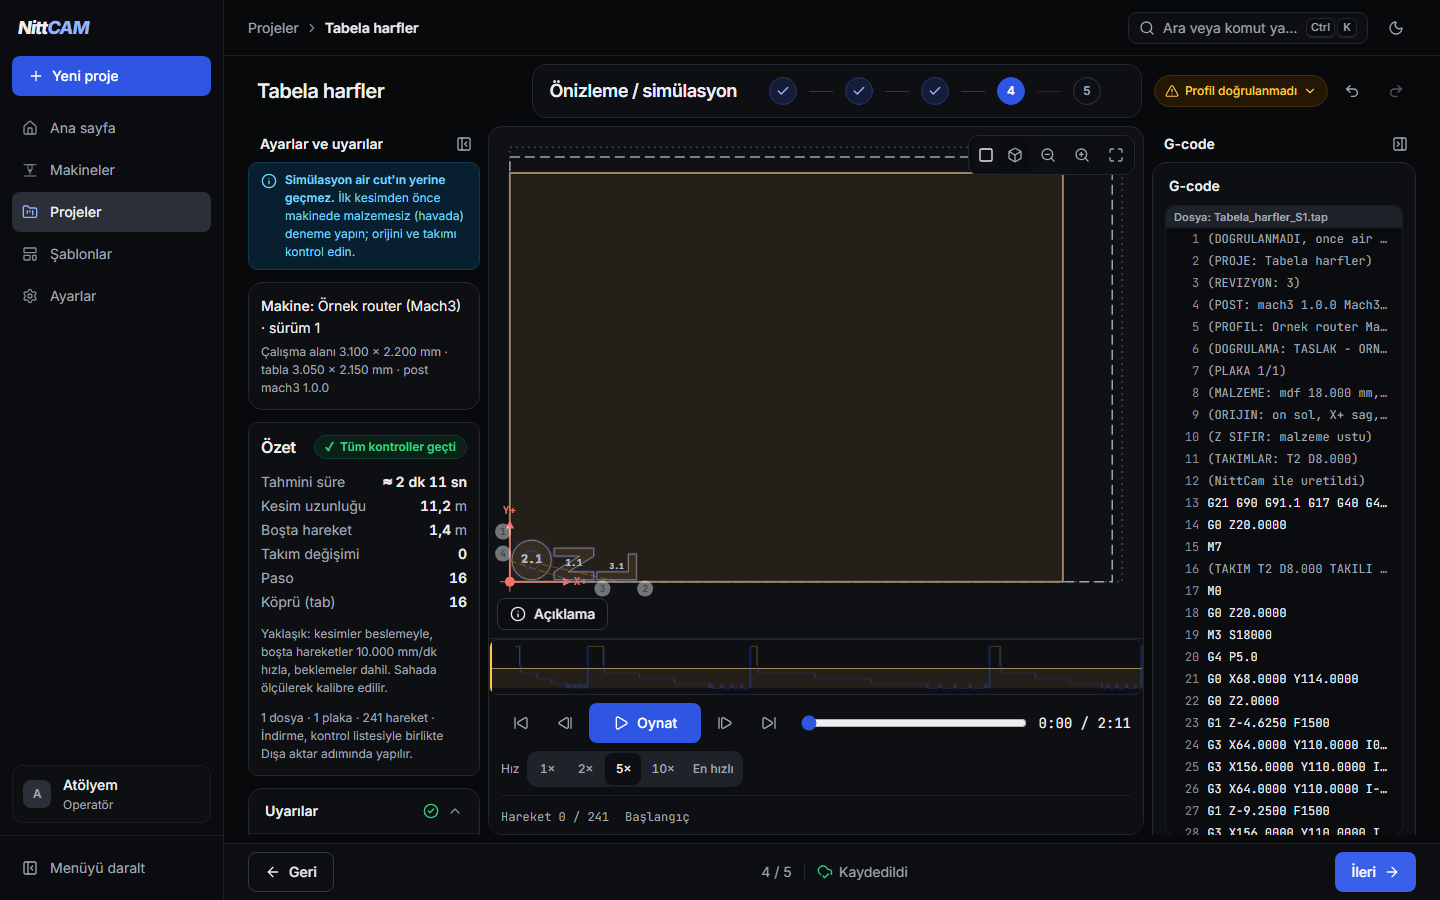 NittCAM
Yeni proje
Ana sayfa
Makineler
Projeler
Şablonlar
Ayarlar
A
Atölyem
Operatör
Menüyü daralt
Projeler > Tabela harfler
Ara veya komut ya... Ctrl K
Tabela harfler
Önizleme / simülasyon
4
5
Profil doğrulanmadı
Ayarlar ve uyarılar
Simülasyon air cut'ın yerine
geçmez. İlk kesimden önce
makinede malzemesiz (havada)
deneme yapın; orijini ve takımı
kontrol edin.
Makine: Örnek router (Mach3)
· sürüm 1
Çalışma alanı 3.100 × 2.200 mm ·
tabla 3.050 × 2.150 mm · post
mach3 1.0.0
Özet ✓ Tüm kontroller geçti
Tahmini süre ≈ 2 dk 11 sn
Kesim uzunluğu 11,2 m
Boşta hareket 1,4 m
Takım değişimi 0
Paso 16
Köprü (tab) 16
Yaklaşık: kesimler beslemeyle,
boşta hareketler 10.000 mm/dk
hızla, beklemeler dahil. Sahada
ölçülerek kalibre edilir.
1 dosya · 1 plaka · 241 hareket ·
İndirme, kontrol listesiyle birlikte
Dışa aktar adımında yapılır.
Uyarılar
Y+
1
4
2.1
1.1
3.1
X+
3
2
Açıklama
Oynat
0:00 / 2:11
Hız 1× 2× 5× 10× En hızlı
Hareket 0 / 241 Başlangıç
G-code
G-code
Dosya: Tabela_harfler_S1.tap
1 (DOGRULANMADI, once air …
2 (PROJE: Tabela harfler)
3 (REVIZYON: 3)
4 (POST: mach3 1.0.0 Mach3…
5 (PROFIL: Ornek router Ma…
6 (DOGRULAMA: TASLAK - ORN…
7 (PLAKA 1/1)
8 (MALZEME: mdf 18.000 mm,…
9 (ORIJIN: on sol, X+ sag,…
10 (Z SIFIR: malzeme ustu)
11 (TAKIMLAR: T2 D8.000)
12 (NittCam ile uretildi)
13 G21 G90 G91.1 G17 G40 G4…
14 G0 Z20.0000
15 M7
16 (TAKIM T2 D8.000 TAKILI …
17 M0
18 G0 Z20.0000
19 M3 S18000
20 G4 P5.0
21 G0 X68.0000 Y114.0000
22 G0 Z2.0000
23 G1 Z-4.6250 F1500
24 G3 X64.0000 Y110.0000 I0…
25 G3 X156.0000 Y110.0000 I…
26 G3 X64.0000 Y110.0000 I-…
27 G1 Z-9.2500 F1500
28 G3 X156.0000 Y110.0000 I
Geri
4 / 5
Kaydedildi
İleri